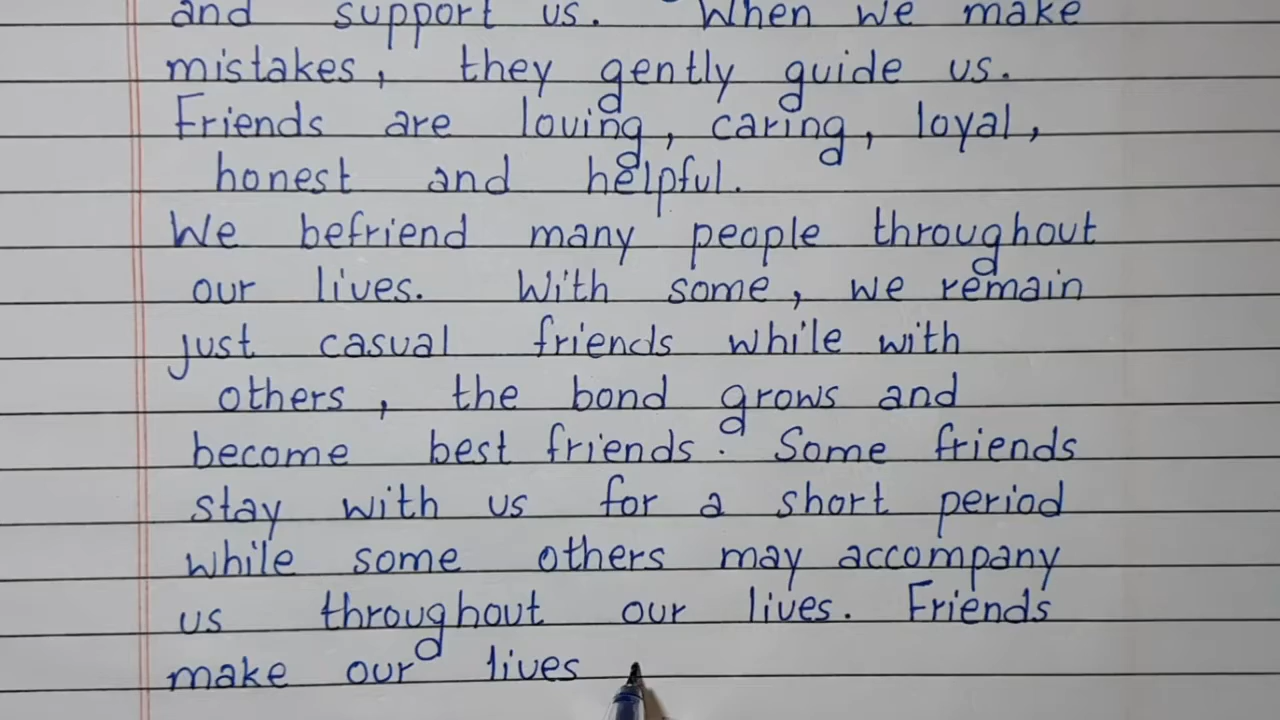 and support us. When we make
mistakes, they gently guide us.
Friends are loving, caring, loyal,
honest and helpful.
We befriend many people throughout
our lives. With some, we remain
just casual friends while with
others, the bond grows and
become best friends. Some friends
stay with us for a short period
while some others may accompany
us throughout our lives. Friends
make our lives